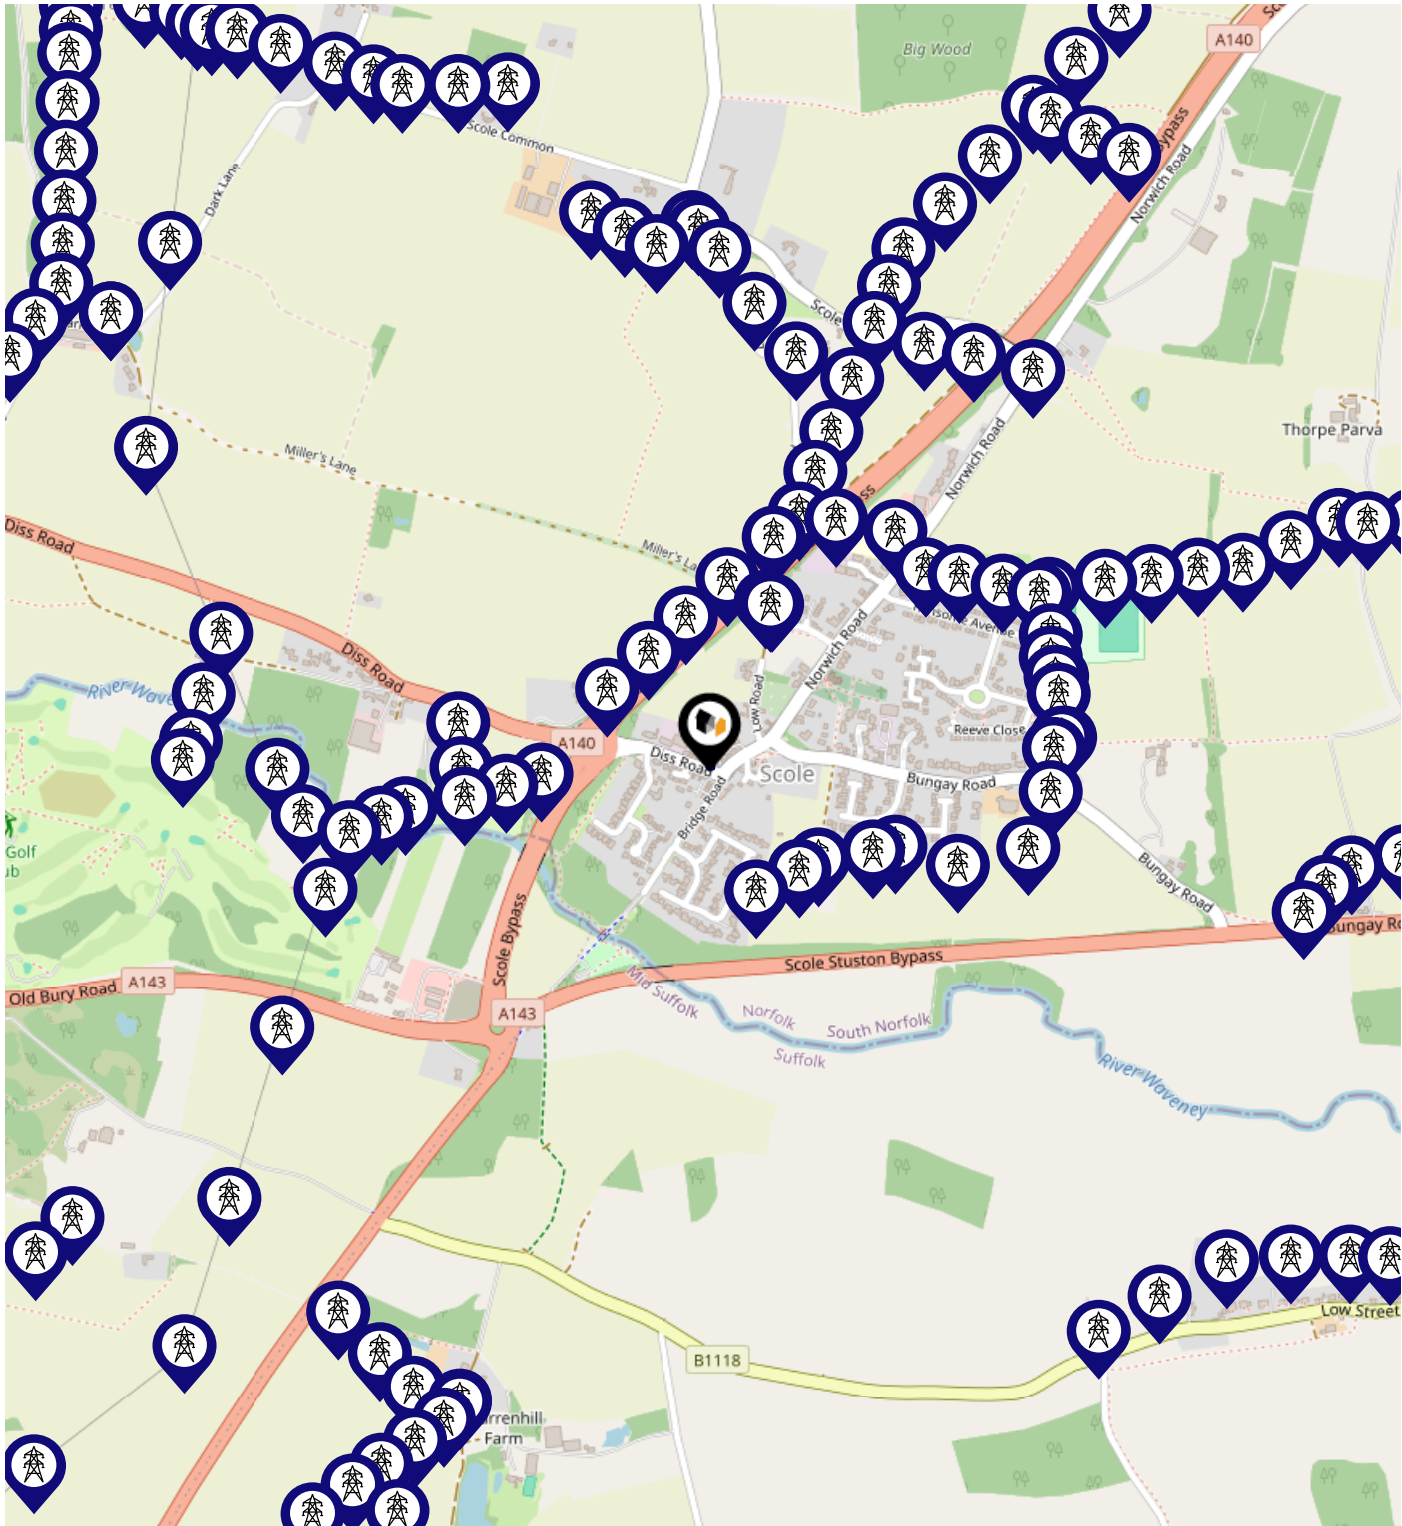 Big Wood
A140
Scole Common
Dark Lane
Norwich Road
Scole
Thorpe Parva
Miller's Lane
Norwich Road
Diss Road
Diss Road
Norwich Road
Low Road
Reeve Close
A140
Diss Road
Scole
Bungay Road
Bridge Road
Golf
Bungay Road
Scole Bypass
Scole Stuston Bypass
Old Bury Road
A143
A143
Mid Suffolk
Norfolk
South Norfolk
Suffolk
River Waveney
Low Street
B1118
Farm